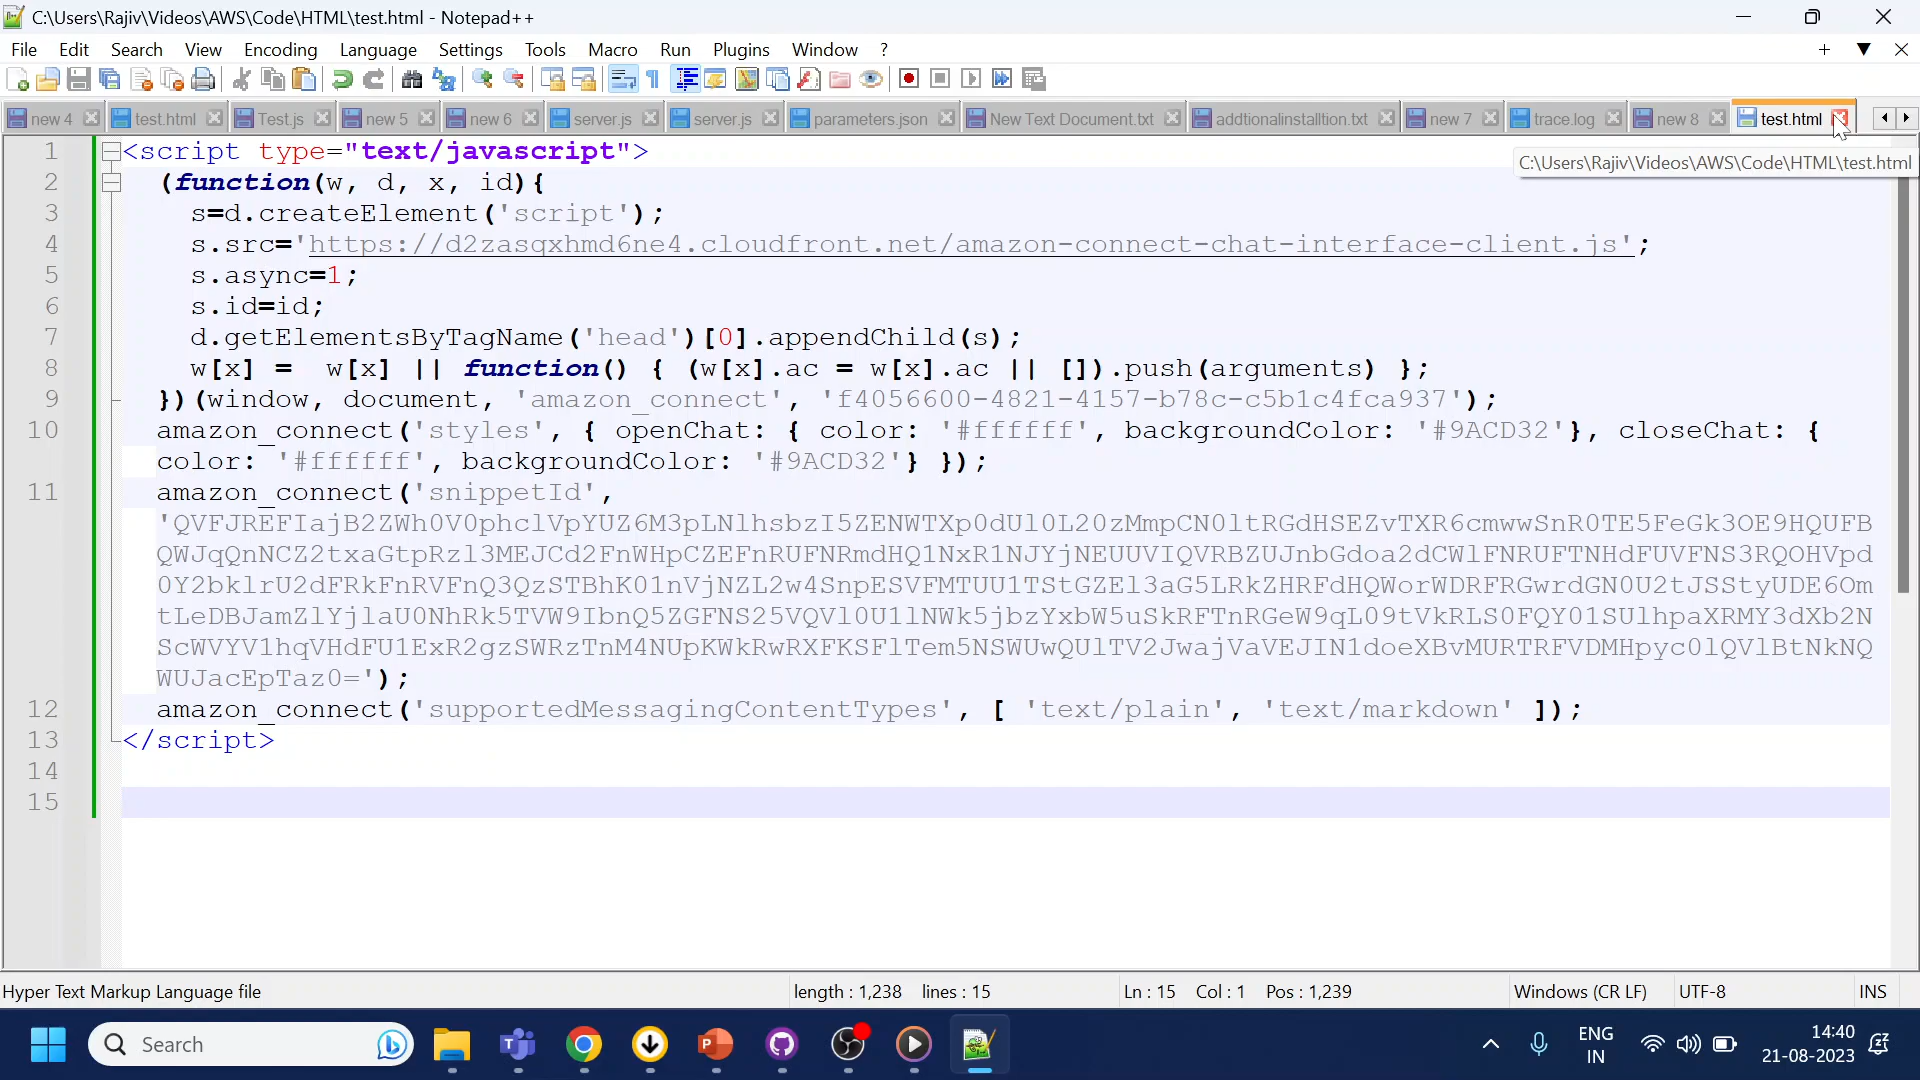 C:\Users\Rajiv\Videos\AWS\Code\HTML\test.html - Notepad++
File Edit Search View Encoding Language Settings Tools Macro Run Plugins Window ?
new 4 test.html Test.js new 5 new 6 server.js server.js parameters.json New Text Document.txt addtionalinstalltion.txt new 7 trace.log new 8 test.html
C:\Users\Rajiv\Videos\AWS\Code\HTML\test.html
1 <script type="text/javascript">
2 (function(w, d, x, id){
3 s=d.createElement('script');
4 s.src='https://d2zasqxhmd6ne4.cloudfront.net/amazon-connect-chat-interface-client.js';
5 s.async=1;
6 s.id=id;
7 d.getElementsByTagName('head')[0].appendChild(s);
8 w[x] = w[x] || function() { (w[x].ac = w[x].ac || []).push(arguments) };
9 })(window, document, 'amazon_connect', 'f4056600-4821-4157-b78c-c5b1c4fca937');
10 amazon_connect('styles', { openChat: { color: '#ffffff', backgroundColor: '#9ACD32'}, closeChat: {
color: '#ffffff', backgroundColor: '#9ACD32'} });
11 amazon_connect('snippetId',
'QVFJREFIajB2ZWh0V0phclVpYUZ6M3pLNlhsbzI5ZENWTXp0dUl0L20zMmpCN0ltRGdHSEZvTXR6cmwwSnR0TE5FeGk3OE9HQUFB
QWJqQnNCZ2txaGtpRzl3MEJCd2FnWHpCZEFnRUFNRmdHQ1NxR1NJYjNEUUVIQVRBZUJnbGdoa2dCWlFNRUFTNHdFUVFNS3RQOHVpd
0Y2bklrU2dFRkFnRVFnQ3QzSTBhK01nVjNZL2w4SnpESVFMTUU1TStGZEl3aG5LRkZHRFdHQWorWDRFRGwrdGN0U2tJSStyUDE6Om
tLeDBJamZlYjlaU0NhRk5TVW9IbnQ5ZGFNS25VQVl0U1lNWk5jbzYxbW5uSkRFTnRGeW9qL09tVkRLS0FQY01SUlhpaXRMY3dXb2N
ScWVYV1hqVHdFU1ExR2gzSWRzTnM4NUpKWkRwRXFKSFlTem5NSWUwQUlTV2JwajVaVEJIN1doeXBvMURTRFVDMHpyc0lQVlBtNkNQ
WUJacEpTaz0=');
12 amazon_connect('supportedMessagingContentTypes', [ 'text/plain', 'text/markdown' ]);
13 </script>
14
15
Hyper Text Markup Language file length : 1,238 lines : 15 Ln : 15 Col : 1 Pos : 1,239 Windows (CR LF) UTF-8 INS
Search
ENG
IN
14:40
21-08-2023